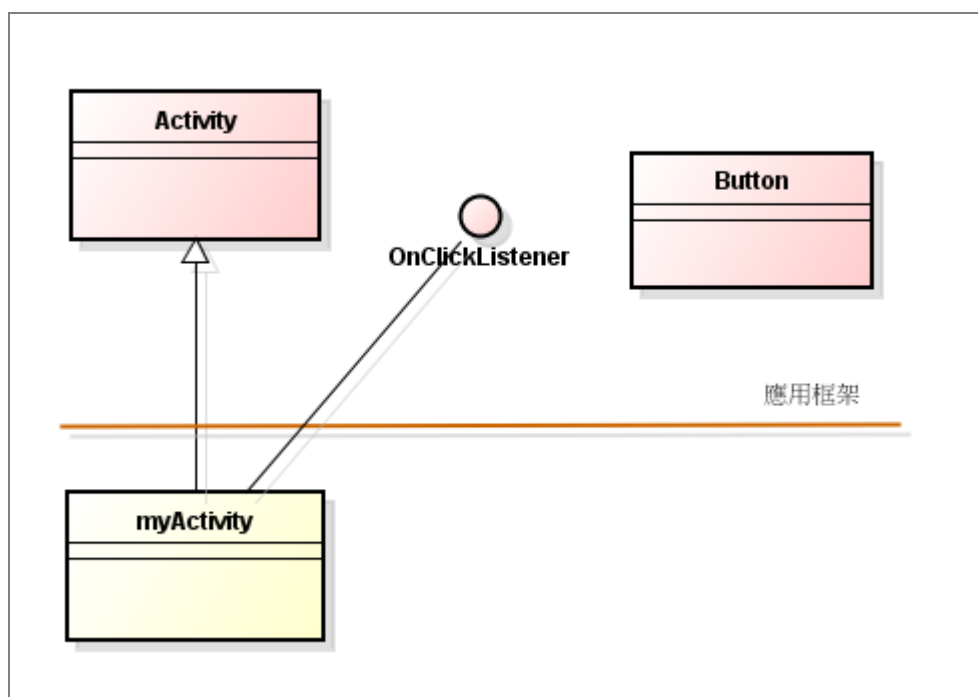 Activity
Button
OnClickListener
應用框架
myActivity